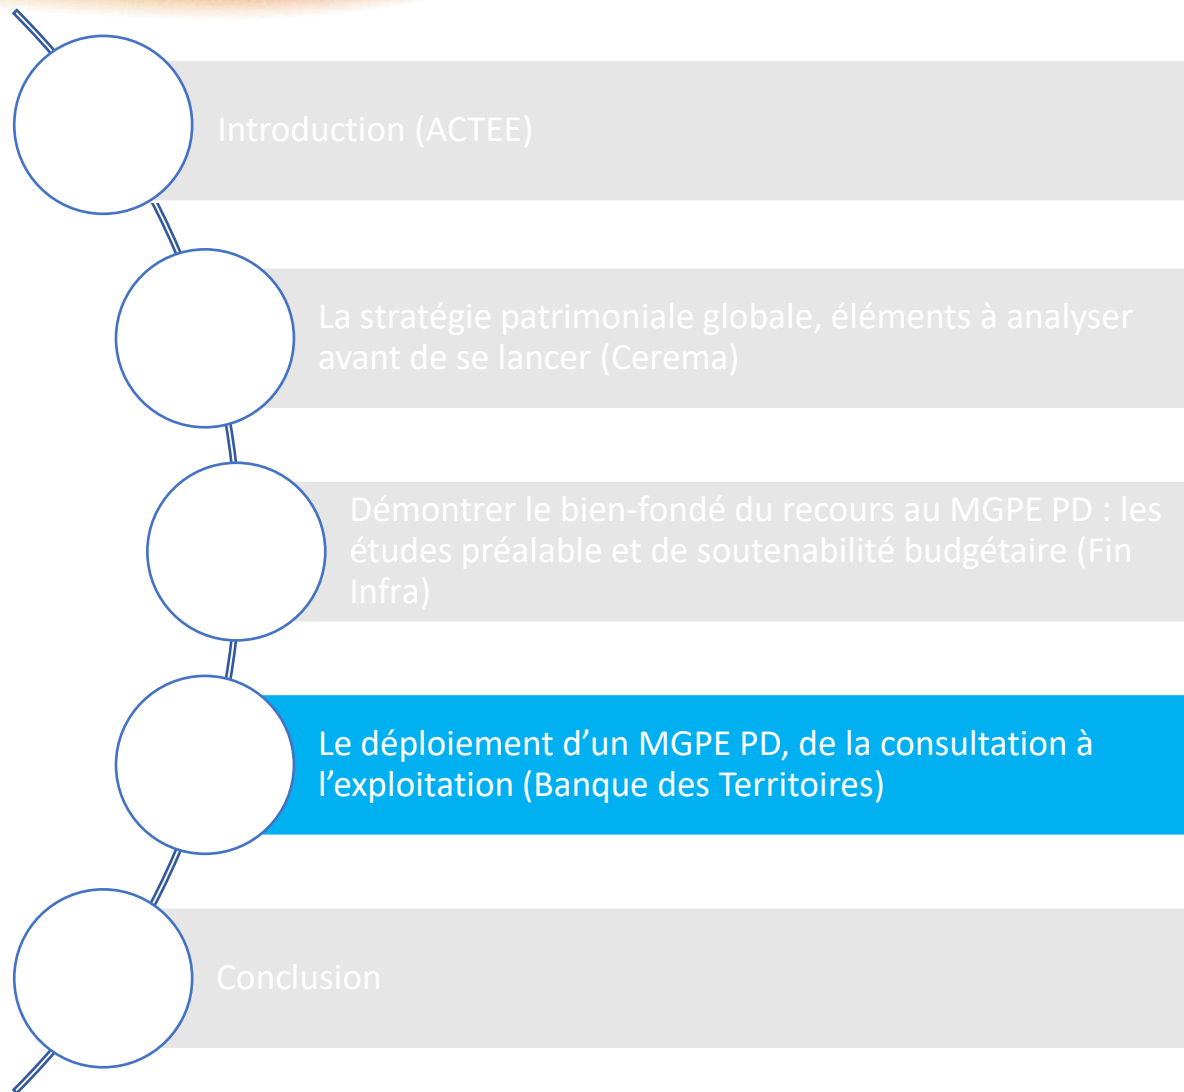 Introduction (ACTEE)
La stratégie patrimoniale globale, éléments à analyser
avant de se lancer (Cerema)
Démontrer le bien-fondé du recours au MGPE PD : les
études préalable et de soutenabilité budgétaire (Fin
Infra)
Le déploiement d’un MGPE PD, de la consultation à
l’exploitation (Banque des Territoires)
Conclusion